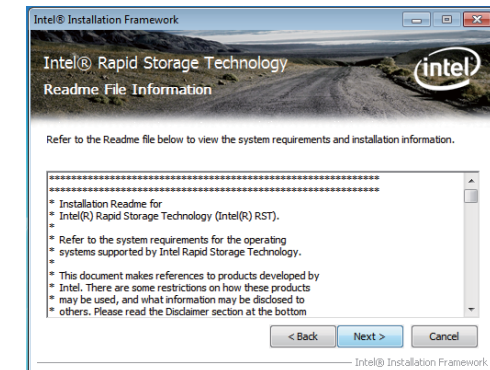 Intel® Installation Framework
Intel® Rapid Storage Technology
Readme File Information
intel
Refer to the Readme file below to view the system requirements and installation information.
************************************************************
************************************************************
* Installation Readme for
* Intel(R) Rapid Storage Technology (Intel(R) RST).
*
* Refer to the system requirements for the operating
* systems supported by Intel Rapid Storage Technology.
*
* This document makes references to products developed by
* Intel. There are some restrictions on how these products
* may be used, and what information may be disclosed to
* others. Please read the Disclaimer section at the bottom
< Back Next > Cancel
Intel® Installation Framework